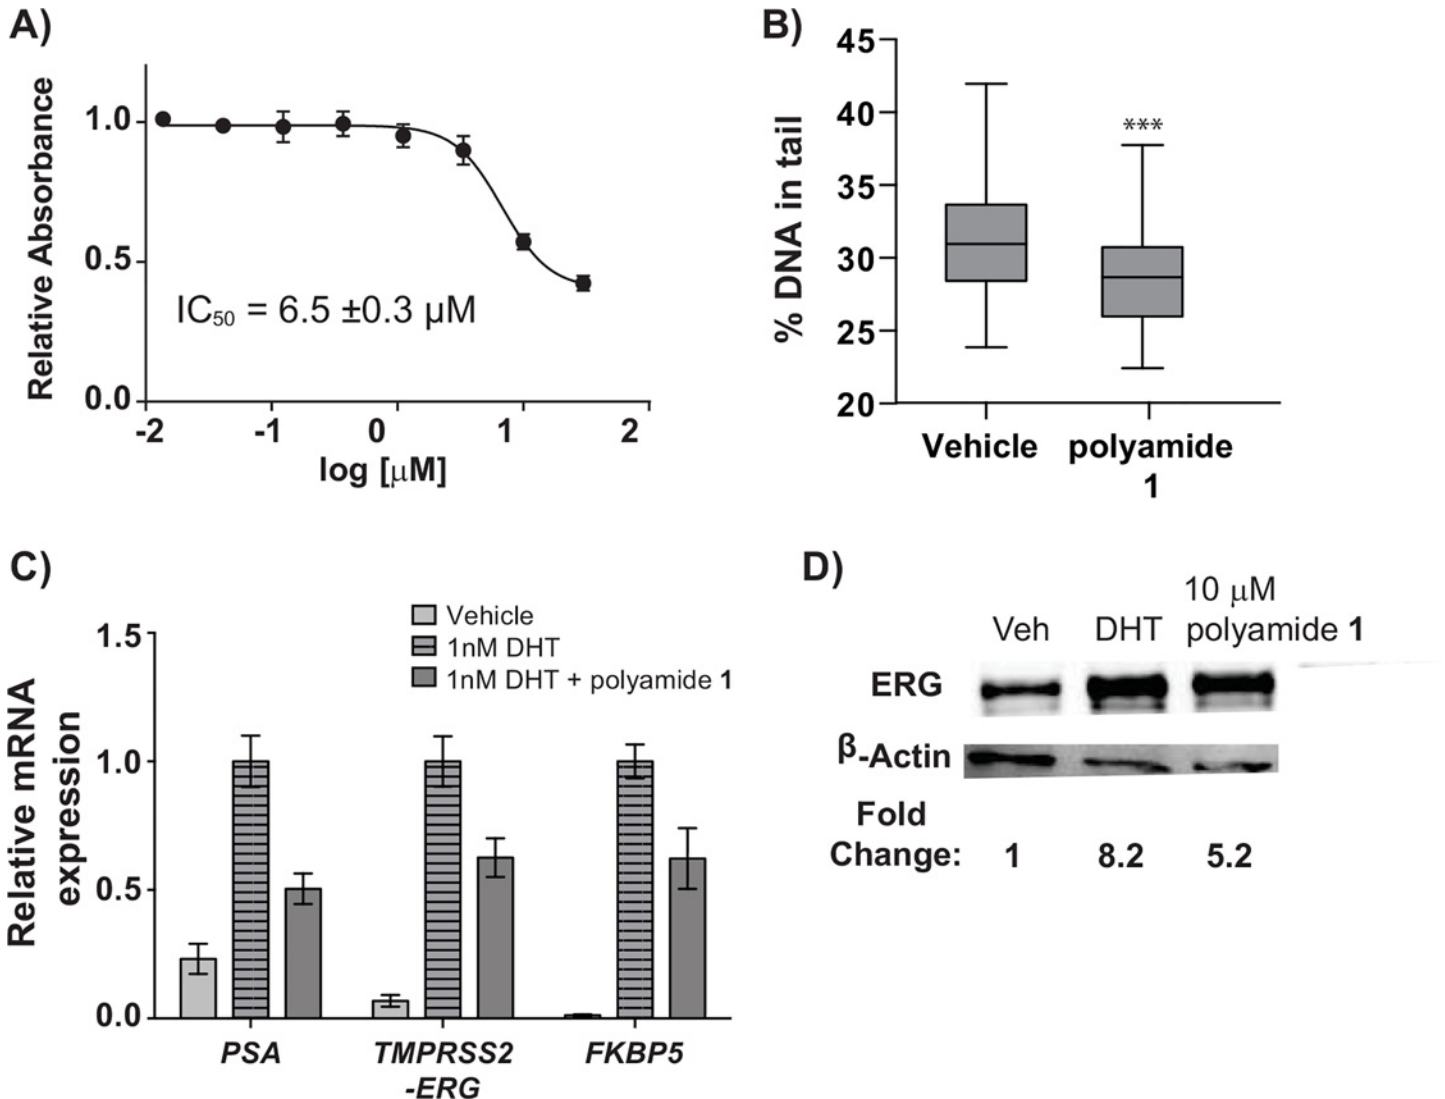 A)
Relative Absorbance
1.0
0.5
0.0
IC50 = 6.5 ±0.3 µM
-2 -1 0 1 2
log [µM]
B)
% DNA in tail
45
40
35
30
25
20
***
Vehicle polyamide
1
C)
Relative mRNA
expression
1.5
1.0
0.5
0.0
Vehicle
1nM DHT
1nM DHT + polyamide 1
PSA TMPRSS2 FKBP5
-ERG
D)
10 µM
Veh DHT polyamide 1
ERG
β-Actin
Fold
Change: 1 8.2 5.2